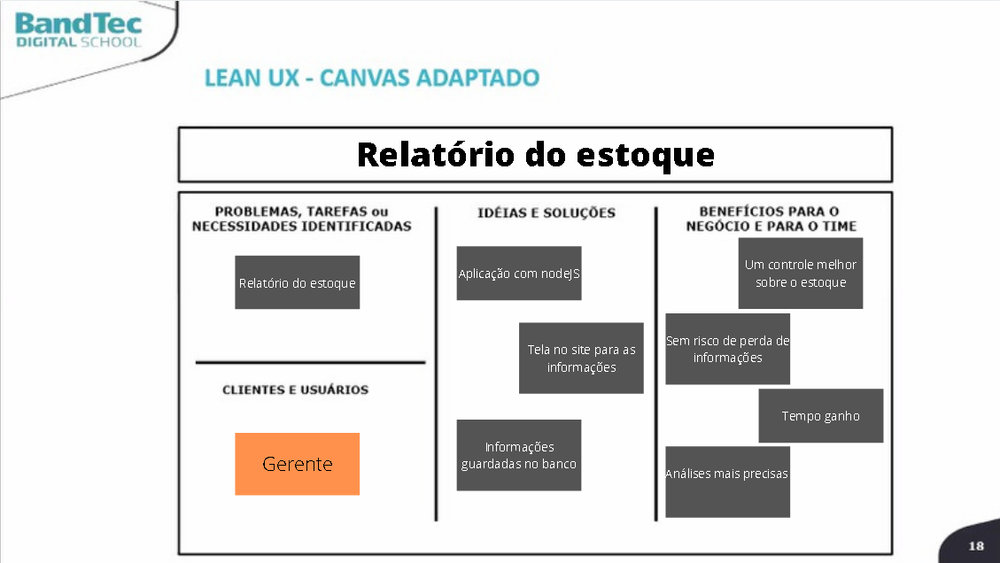 BandTec
DIGITAL SCHOOL
LEAN UX - CANVAS ADAPTADO
Relatório do estoque
PROBLEMAS, TAREFAS ou
NECESSIDADES IDENTIFICADAS
Relatório do estoque
CLIENTES E USUÁRIOS
Gerente
IDÉIAS E SOLUÇÕES
Aplicação com nodeJS
Tela no site para as
informações
Informações
guardadas no banco
BENEFÍCIOS PARA O
NEGÓCIO E PARA O TIME
Um controle melhor
sobre o estoque
Sem risco de perda de
informações
Tempo ganho
Análises mais precisas
18